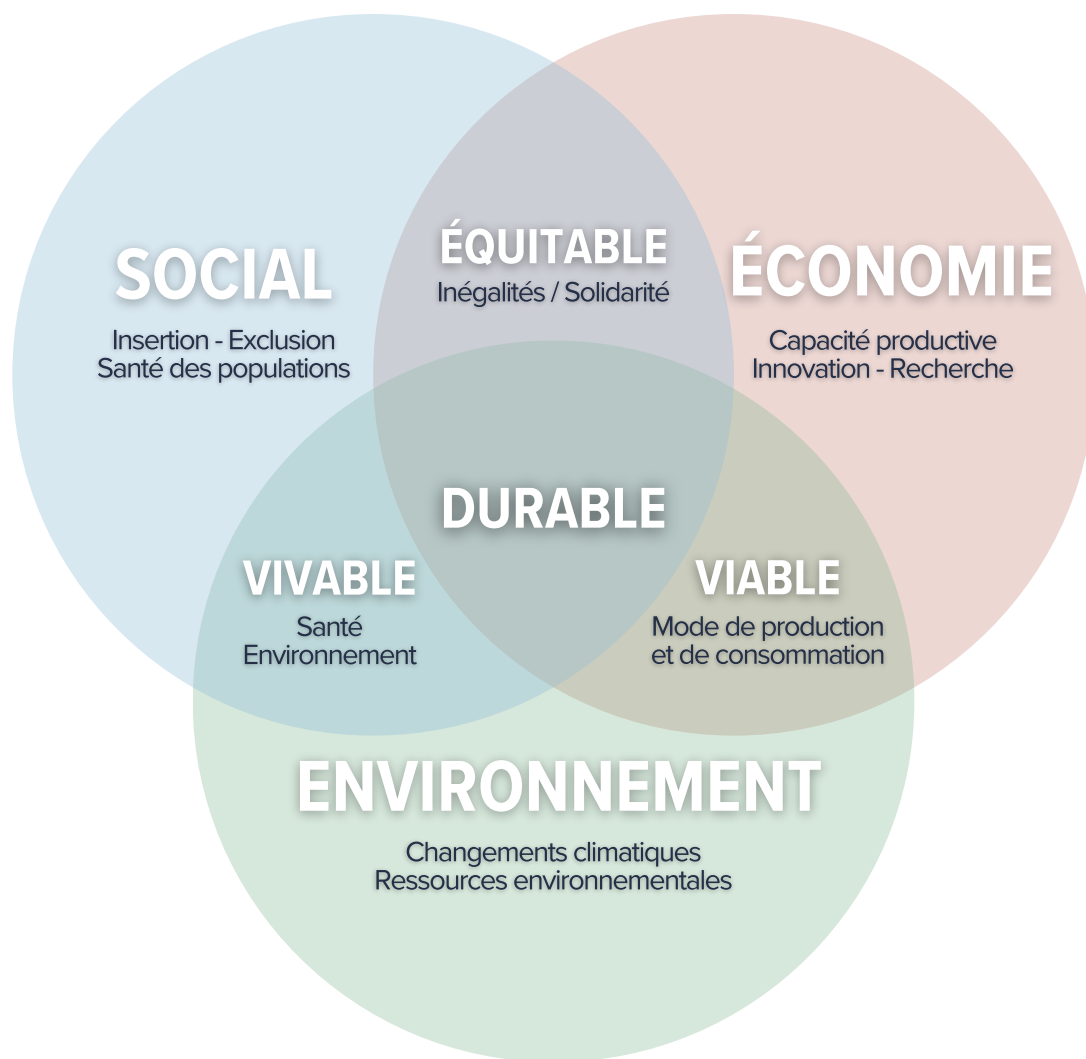 SOCIAL
Insertion - Exclusion
Santé des populations
ÉQUITABLE
Inégalités / Solidarité
ÉCONOMIE
Capacité productive
Innovation - Recherche
DURABLE
VIVABLE
Santé
Environnement
VIABLE
Mode de production
et de consommation
ENVIRONNEMENT
Changements climatiques
Ressources environnementales